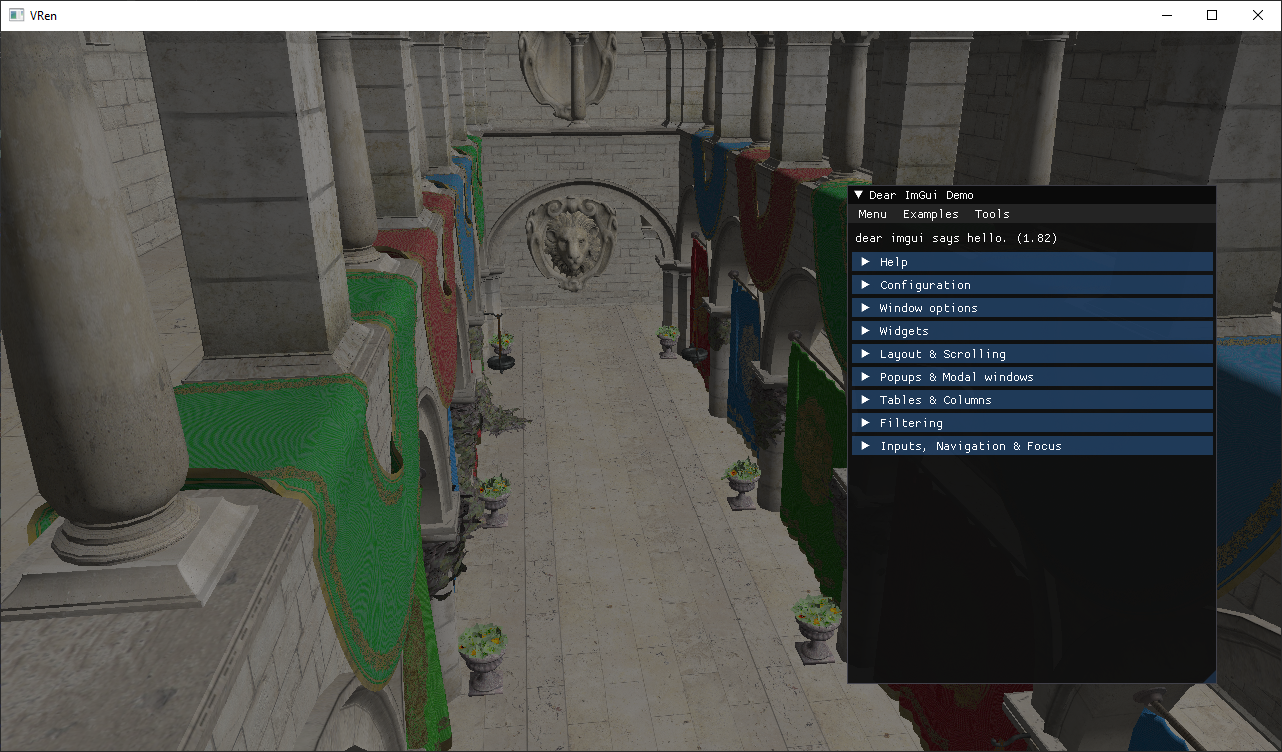 VRen
Dear ImGui Demo
Menu Examples Tools
dear imgui says hello. (1.82)
Help
Configuration
Window options
Widgets
Layout & Scrolling
Popups & Modal windows
Tables & Columns
Filtering
Inputs, Navigation & Focus